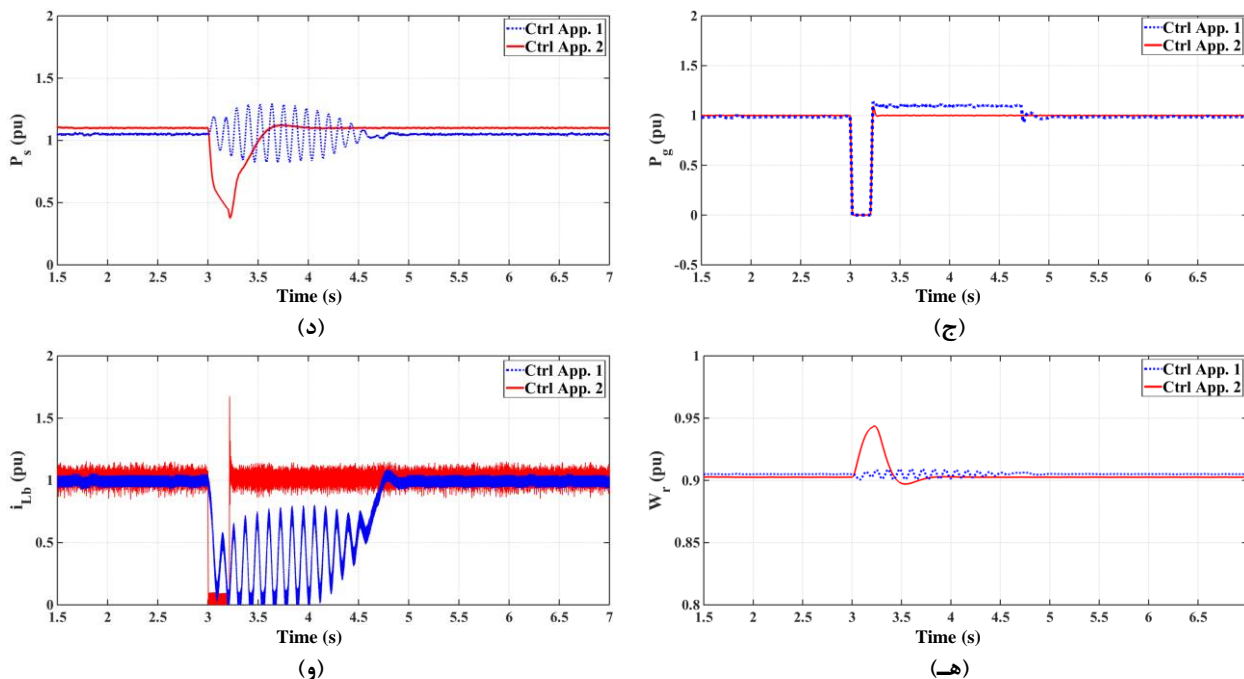 2
1.5
1
0.5
0
P_s (pu)
Ctrl App. 1
Ctrl App. 2
1.5 2 2.5 3 3.5 4 4.5 5 5.5 6 6.5 7
Time (s)
(د)
2
1.5
1
0.5
0
-0.5
P_g (pu)
Ctrl App. 1
Ctrl App. 2
1.5 2 2.5 3 3.5 4 4.5 5 5.5 6 6.5
Time (s)
(ج)
2
1.5
1
0.5
0
i_Lb (pu)
Ctrl App. 1
Ctrl App. 2
1.5 2 2.5 3 3.5 4 4.5 5 5.5 6 6.5 7
Time (s)
(و)
1
0.95
0.9
0.85
0.8
W_r (pu)
Ctrl App. 1
Ctrl App. 2
1.5 2 2.5 3 3.5 4 4.5 5 5.5 6 6.5
Time (s)
(هـ)